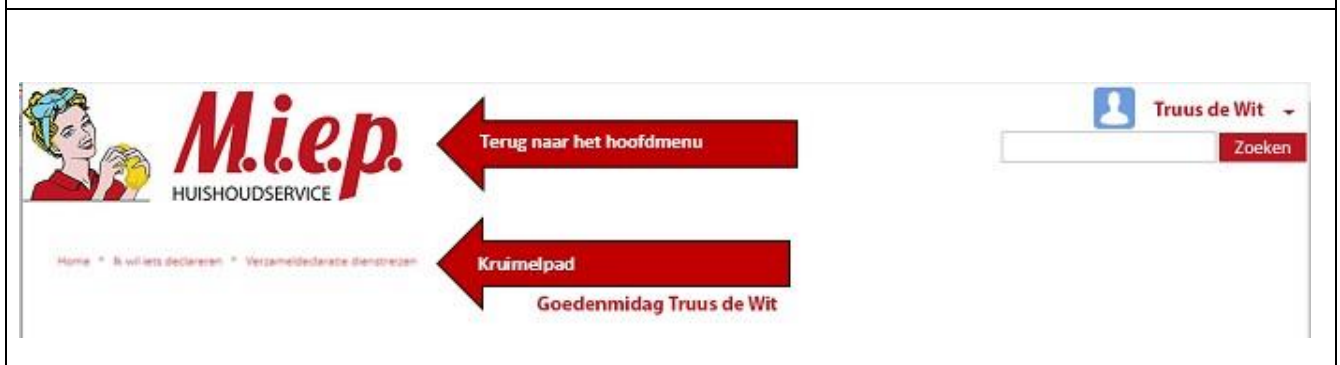 M.i.e.p.
HUISHOUDSERVICE
Terug naar het hoofdmenu
Truus de Wit
Zoeken
Home * Ik wil iets declareren * Verzameldeclaratie dienstreizen
Kruimelpad
Goedenmidag Truus de Wit